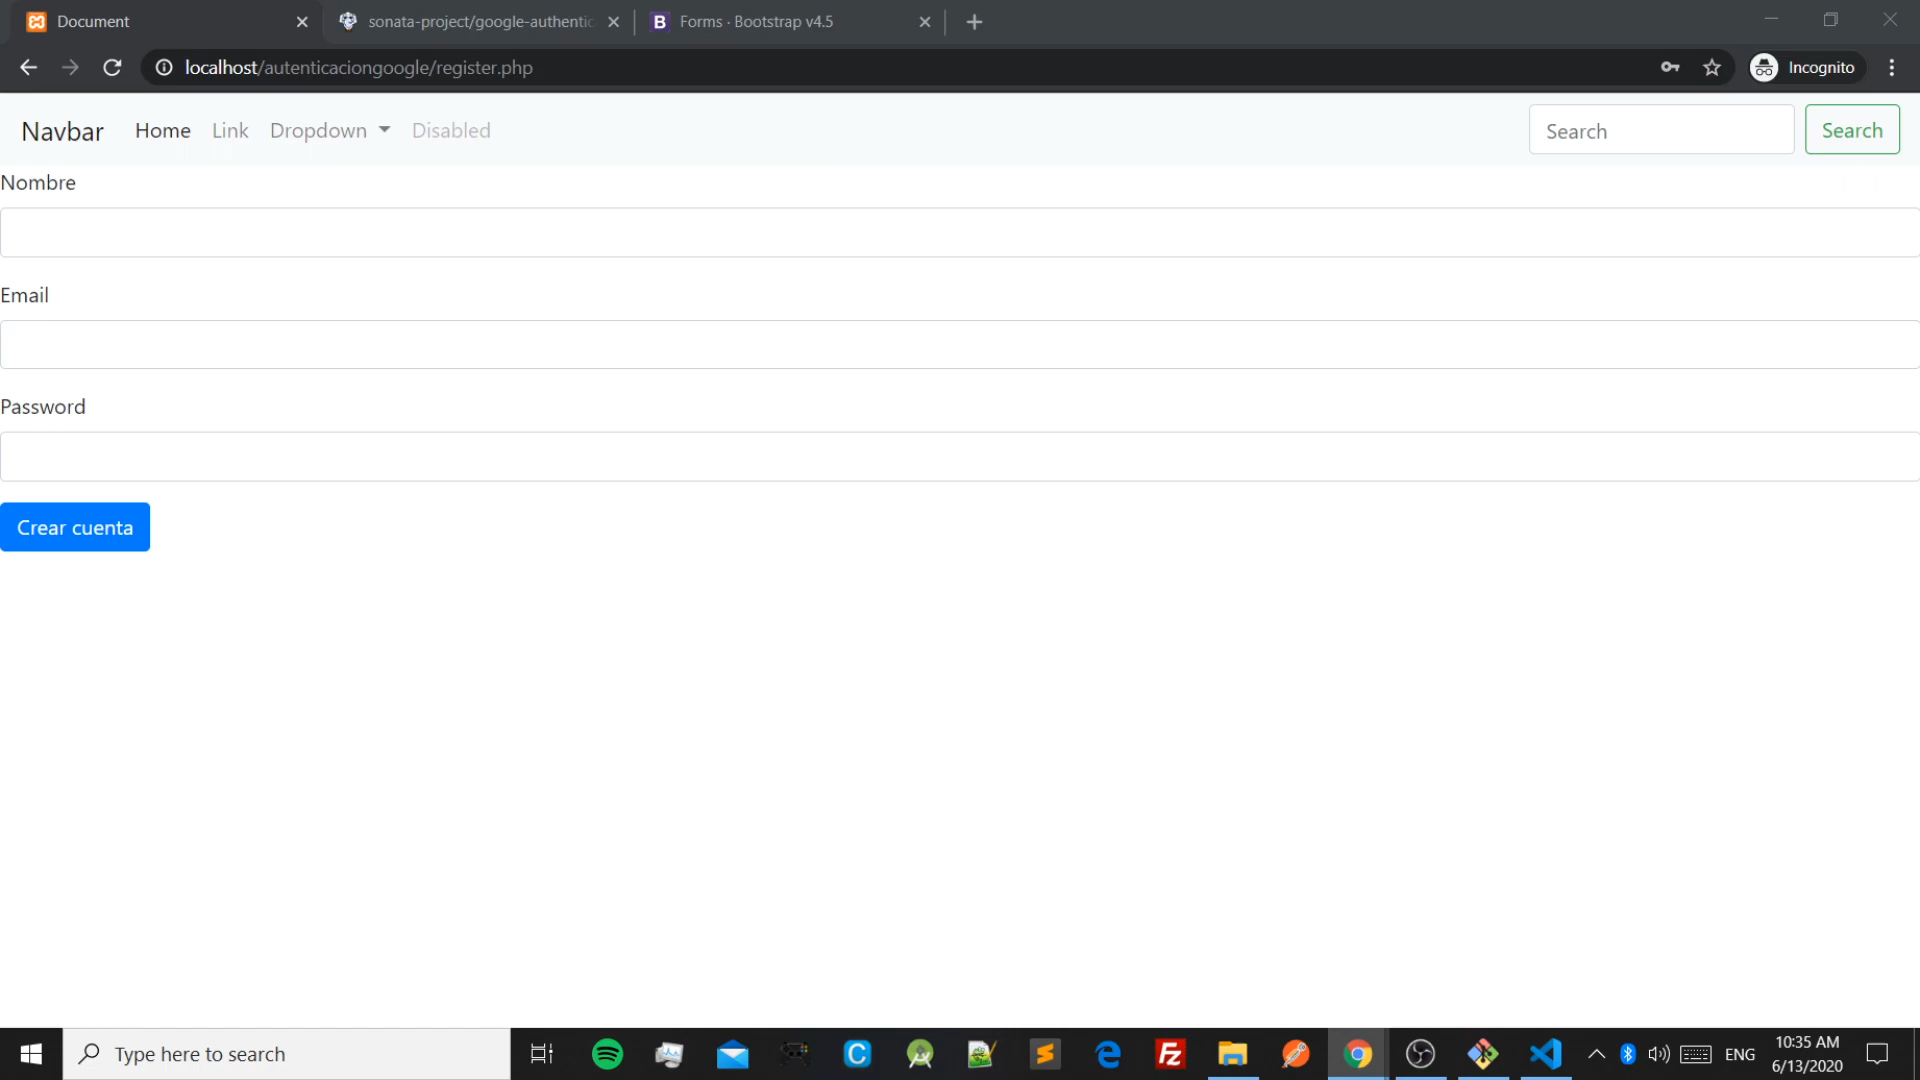 Document
sonata-project/google-authentic
Forms · Bootstrap v4.5
localhost/autenticaciongoogle/register.php
Incognito
Navbar Home Link Dropdown Disabled Search Search
Nombre
Email
Password
Crear cuenta
Type here to search
ENG
10:35 AM
6/13/2020